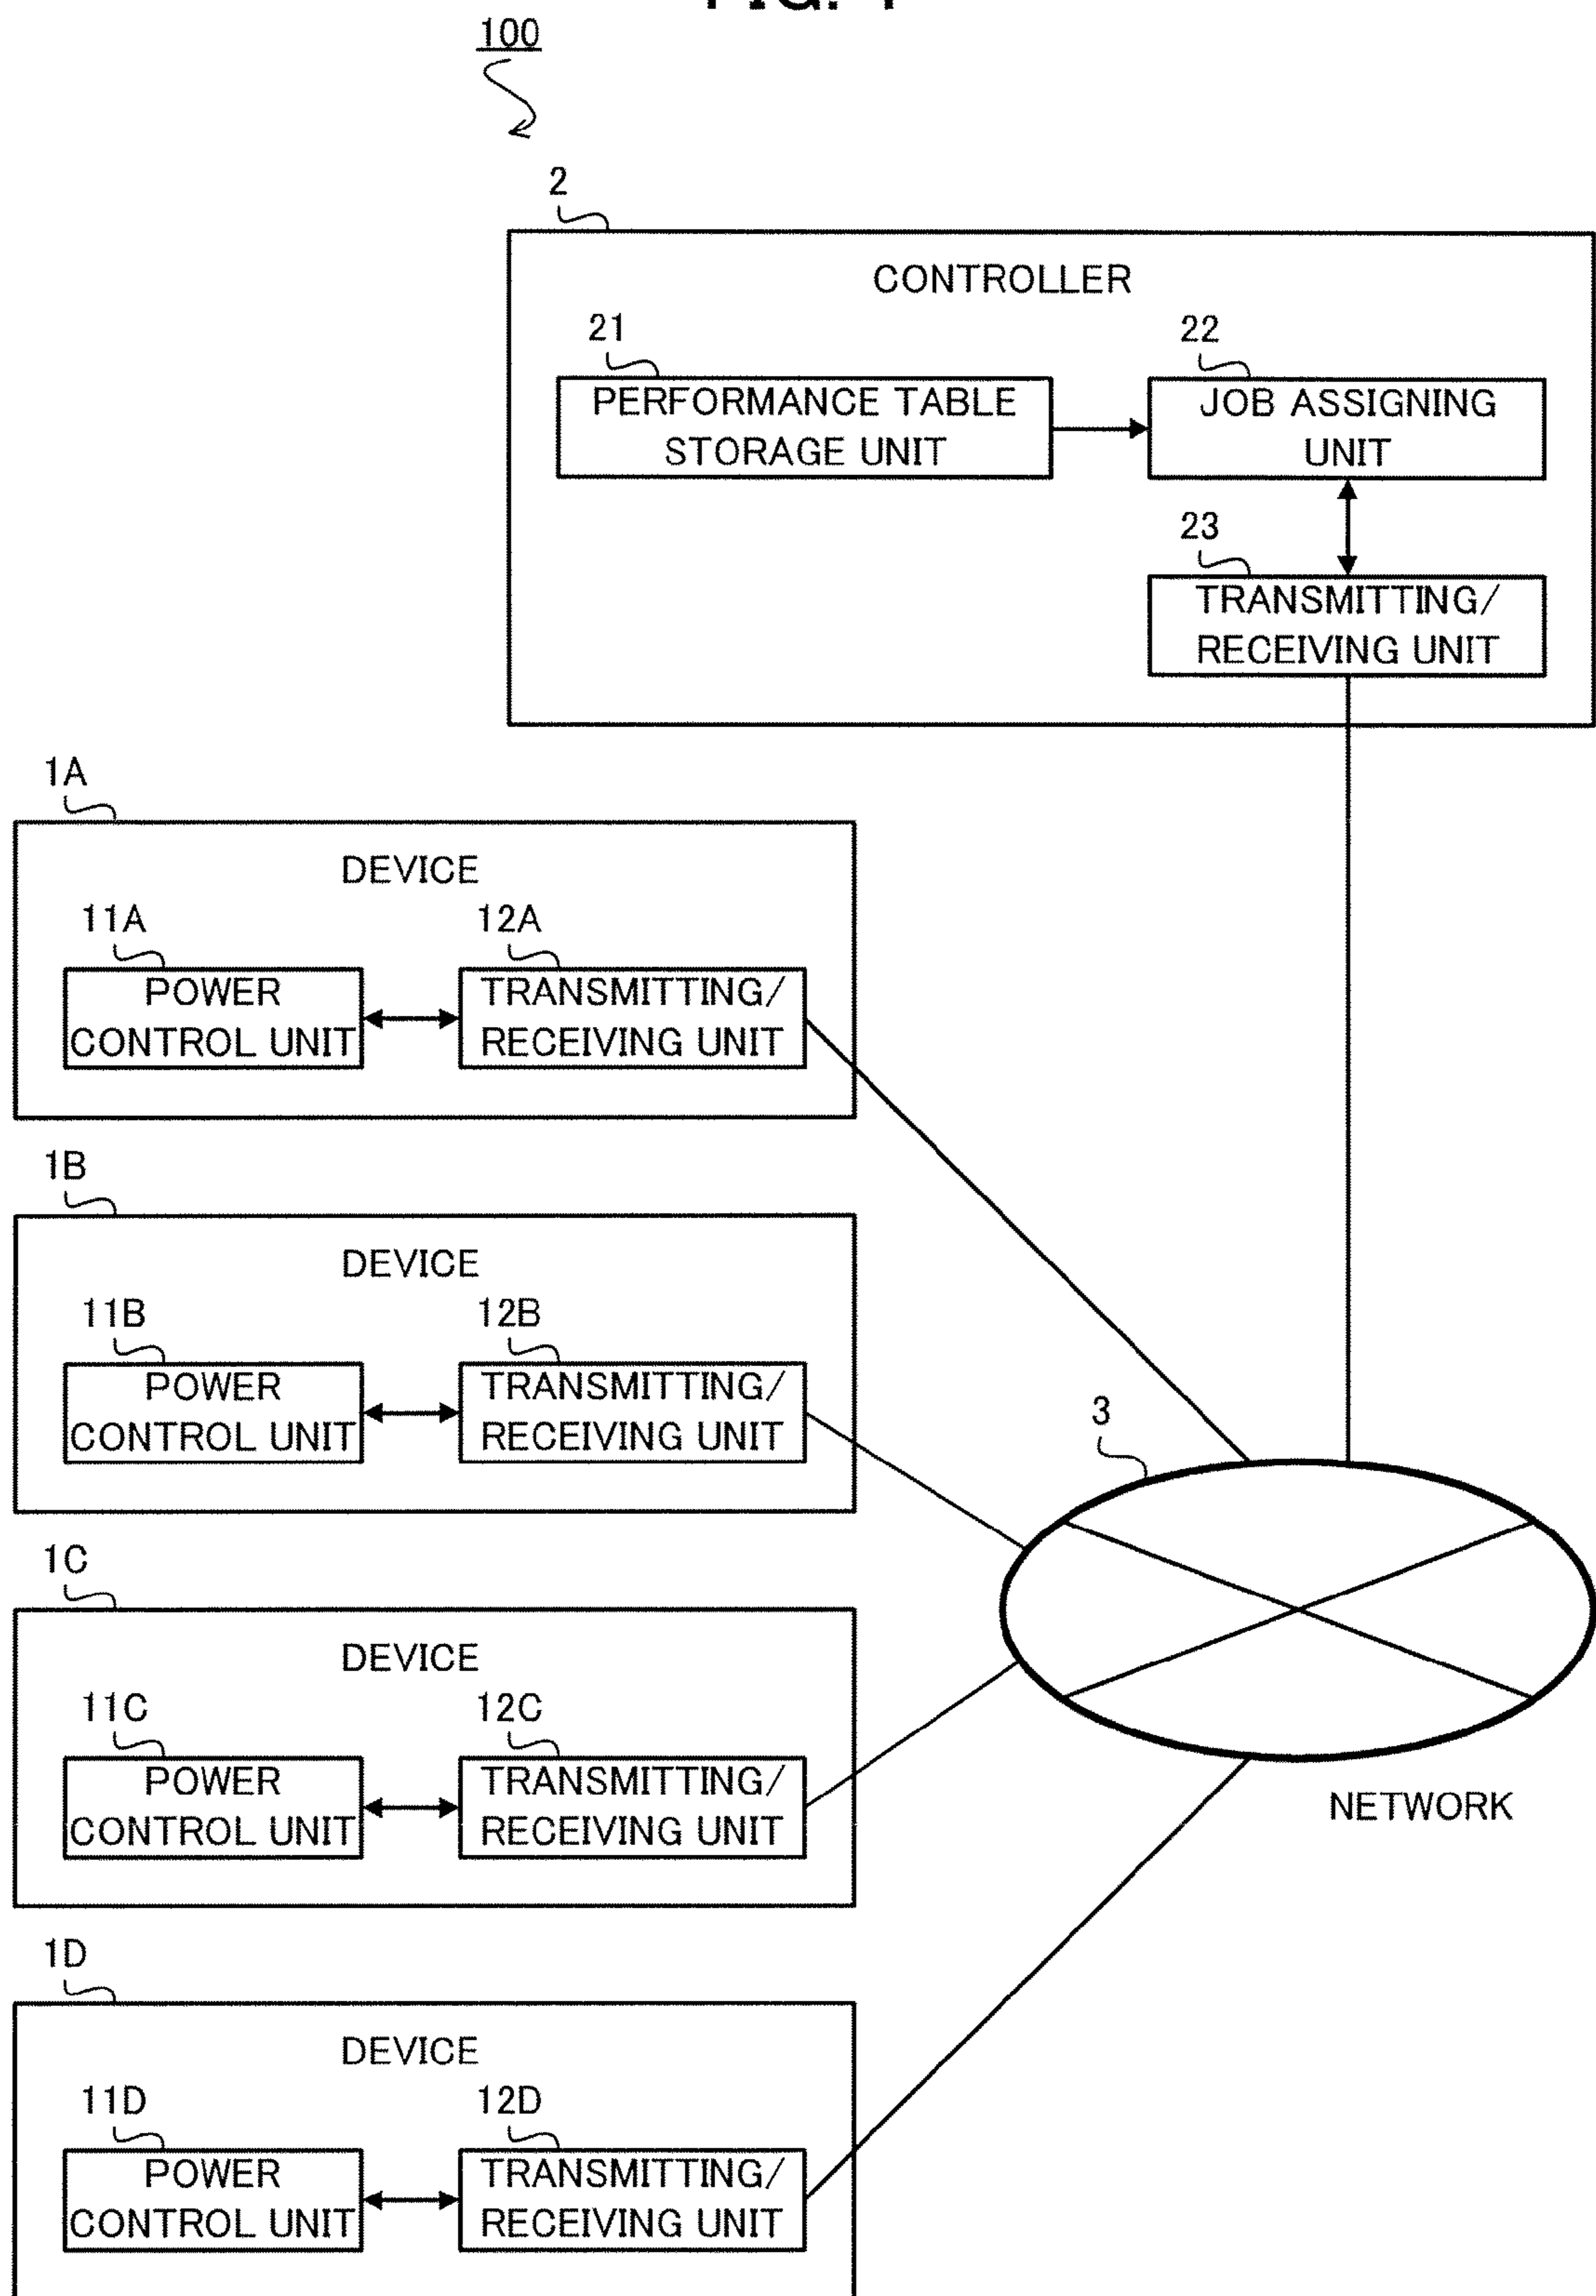 FIG. 1
100
2
CONTROLLER
21
22
PERFORMANCE TABLE
STORAGE UNIT
JOB ASSIGNING
UNIT
23
TRANSMITTING/
RECEIVING UNIT
1A
DEVICE
11A
12A
POWER
CONTROL UNIT
TRANSMITTING/
RECEIVING UNIT
1B
DEVICE
11B
12B
POWER
CONTROL UNIT
TRANSMITTING/
RECEIVING UNIT
3
1C
DEVICE
11C
12C
POWER
CONTROL UNIT
TRANSMITTING/
RECEIVING UNIT
NETWORK
1D
DEVICE
11D
12D
POWER
CONTROL UNIT
TRANSMITTING/
RECEIVING UNIT